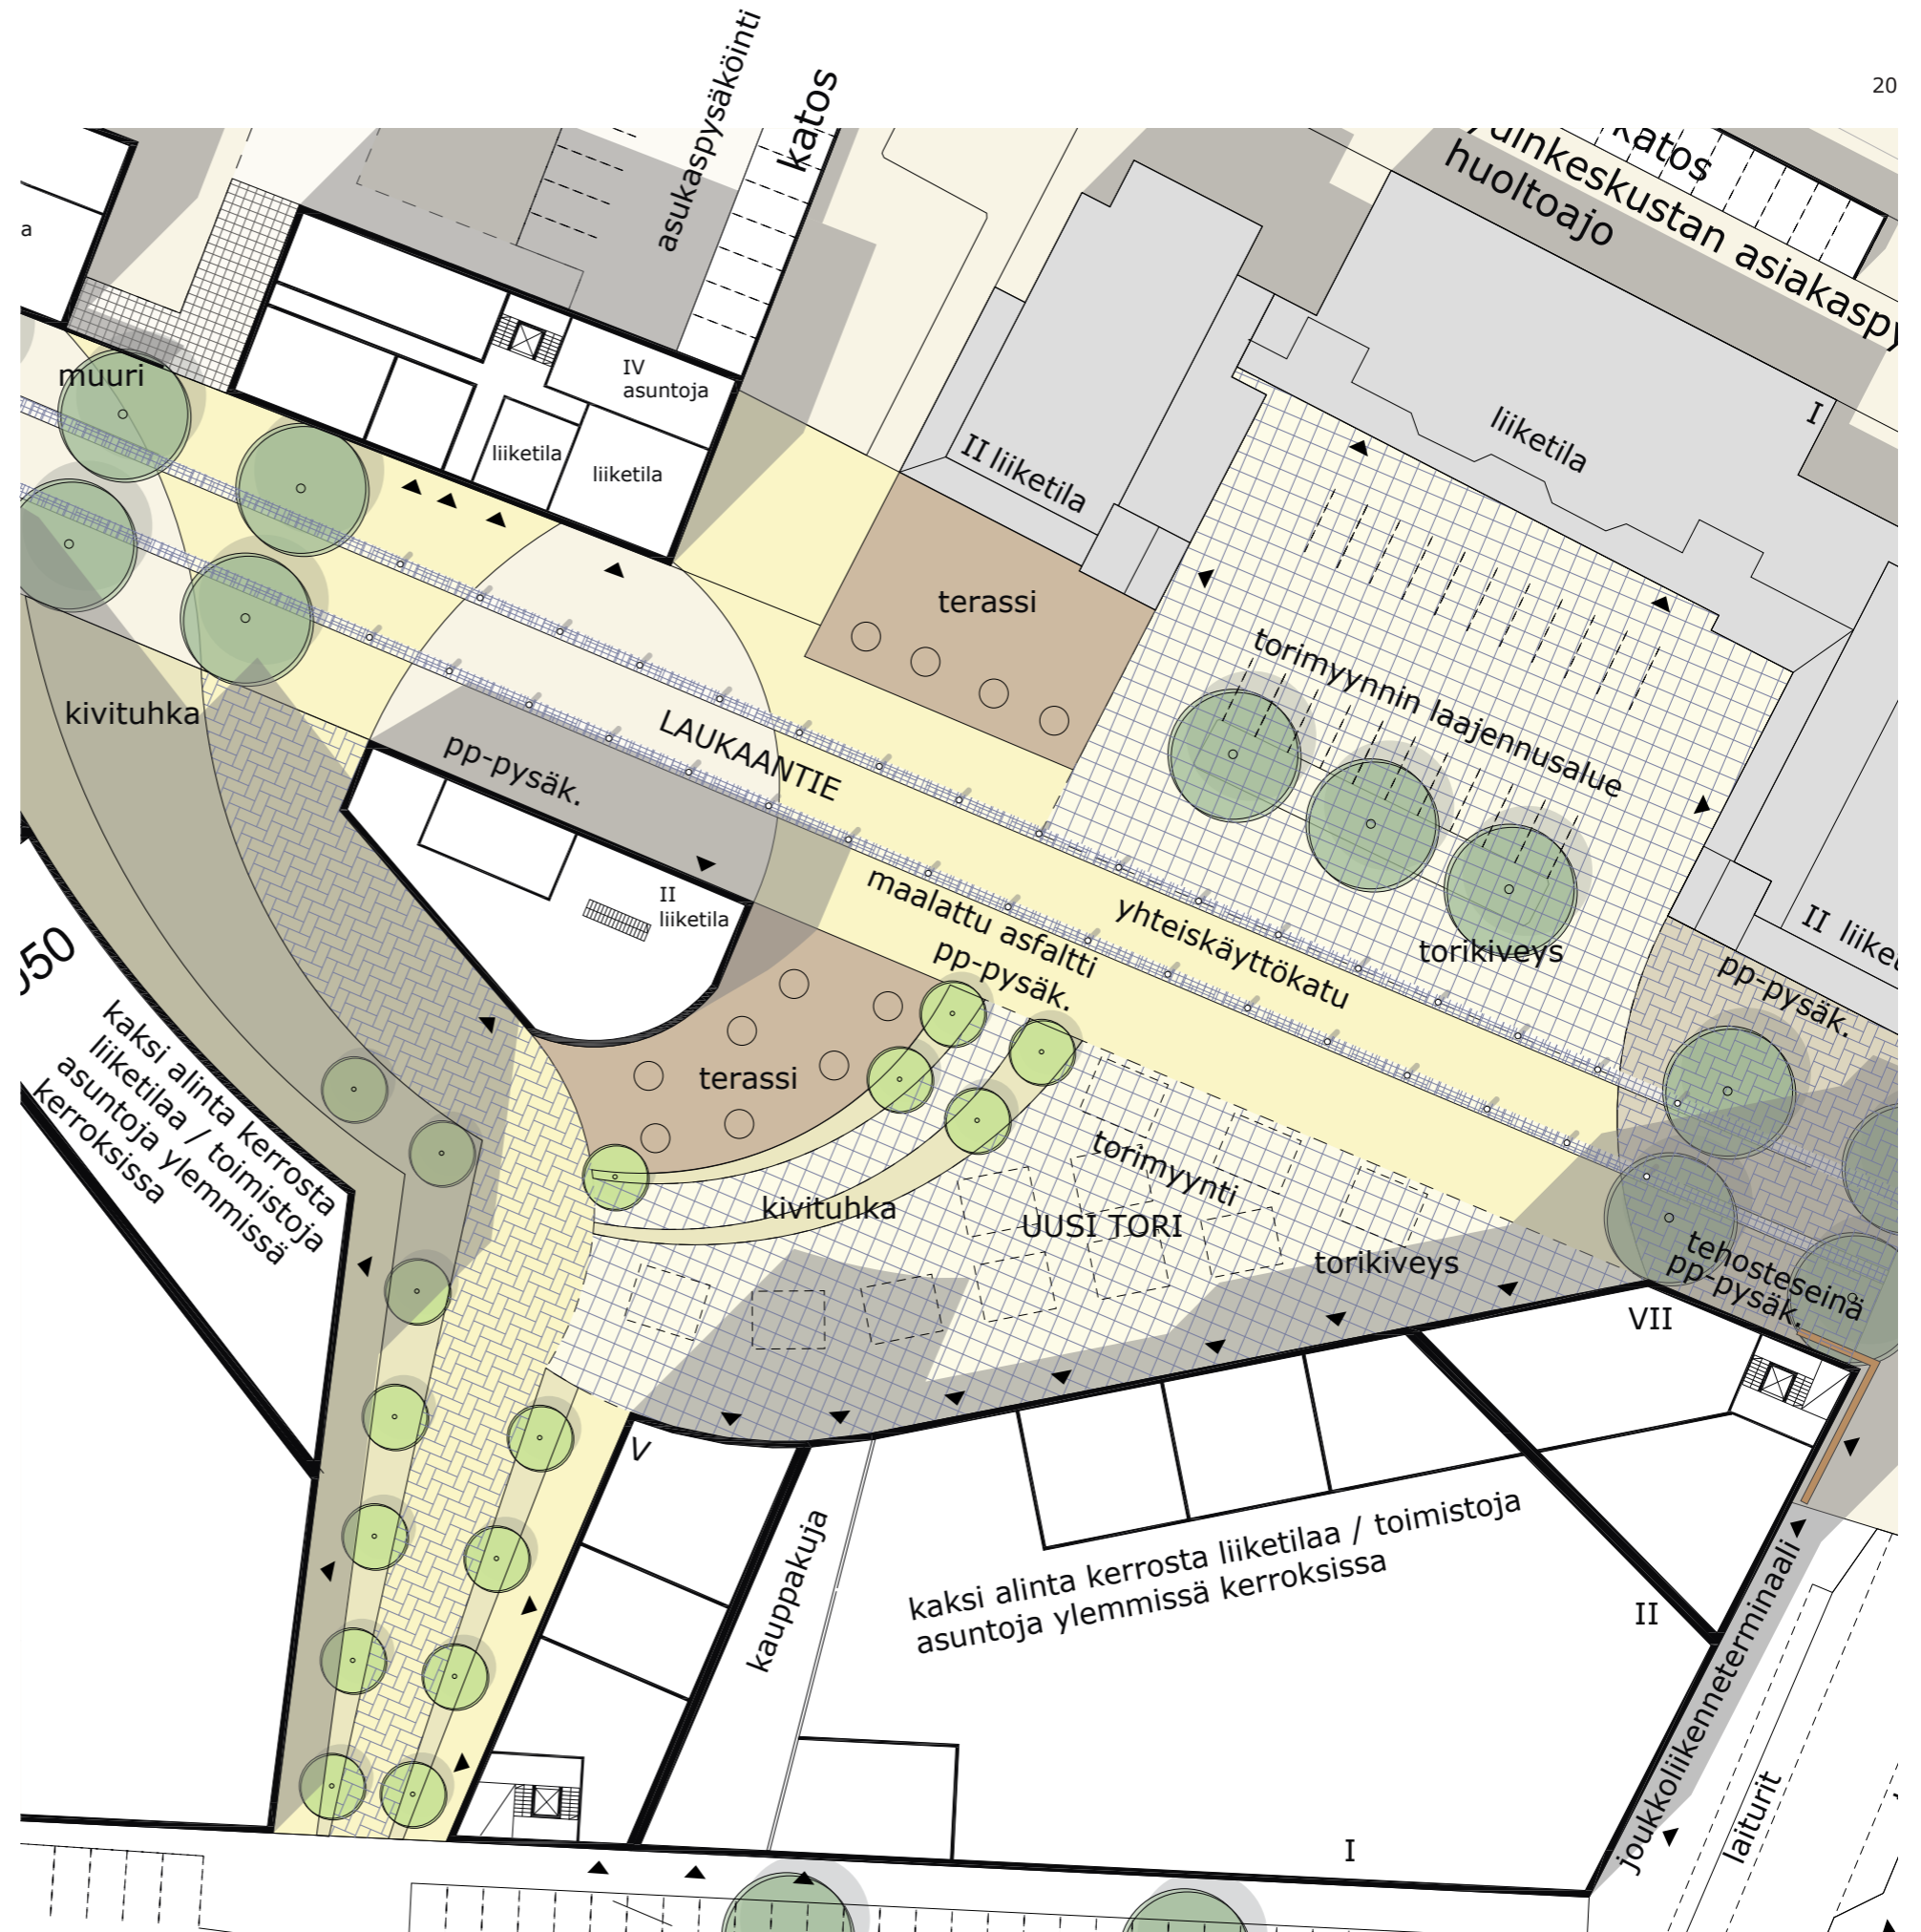 20
asukaspysäköinti
katos
katos
huoltoajo
asiakaspy
a
muuri
IV
asuntoja
liiketila
liiketila
II liiketila
liiketila
I
terassi
torimyynnin laajennusalue
kivituhka
pp-pysäk.
LAUKAANTIE
II
liiketila
maalattu asfaltti
pp-pysäk.
yhteiskäyttökatu
torikiveys
II
pp-pysäk.
kaksi alinta kerrosta
liiketilaa / toimistoja
asuntoja ylemmissä
kerroksissa
terassi
kivituhka
torimyynti
UUSI TORI
torikiveys
tehosteseinä
pp-pysäk.
VII
V
kauppakuja
kaksi alinta kerrosta liiketilaa / toimistoja
asuntoja ylemmissä kerroksissa
II
joukkoliikenneterminaali
laiturit
I